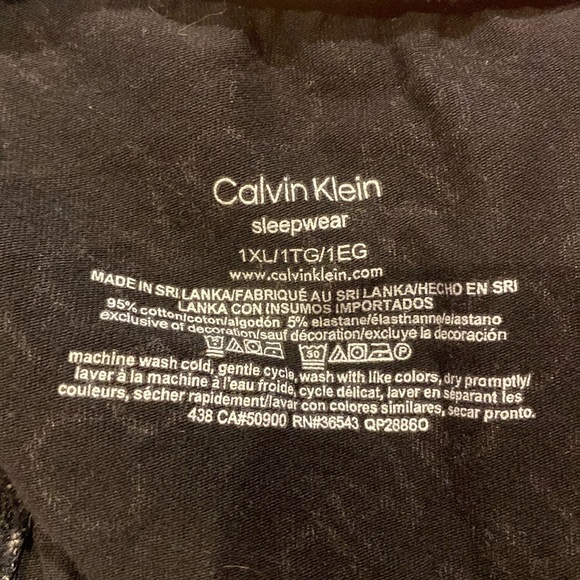 Calvin Klein
sleepwear
1XL/1TG/1EG
www.calvinklein.com
MADE IN SRI LANKA/FABRIQUÉ AU SRI LANKA/HECHO EN SRI
LANKA CON INSUMOS IMPORTADOS
95% cotton/coton/algodón 5% elastane/élasthanne/elastano
exclusive of decoration/sauf décoration/excluye la decoración
30
machine wash cold, gentle cycle, wash with like colors, dry promptly/
laver à la machine à l'eau froide, cycle délicat, laver en séparant les
couleurs, sécher rapidement/lavar con colores similares, secar pronto.
438 CA#50900 RN#36543 QP2886O